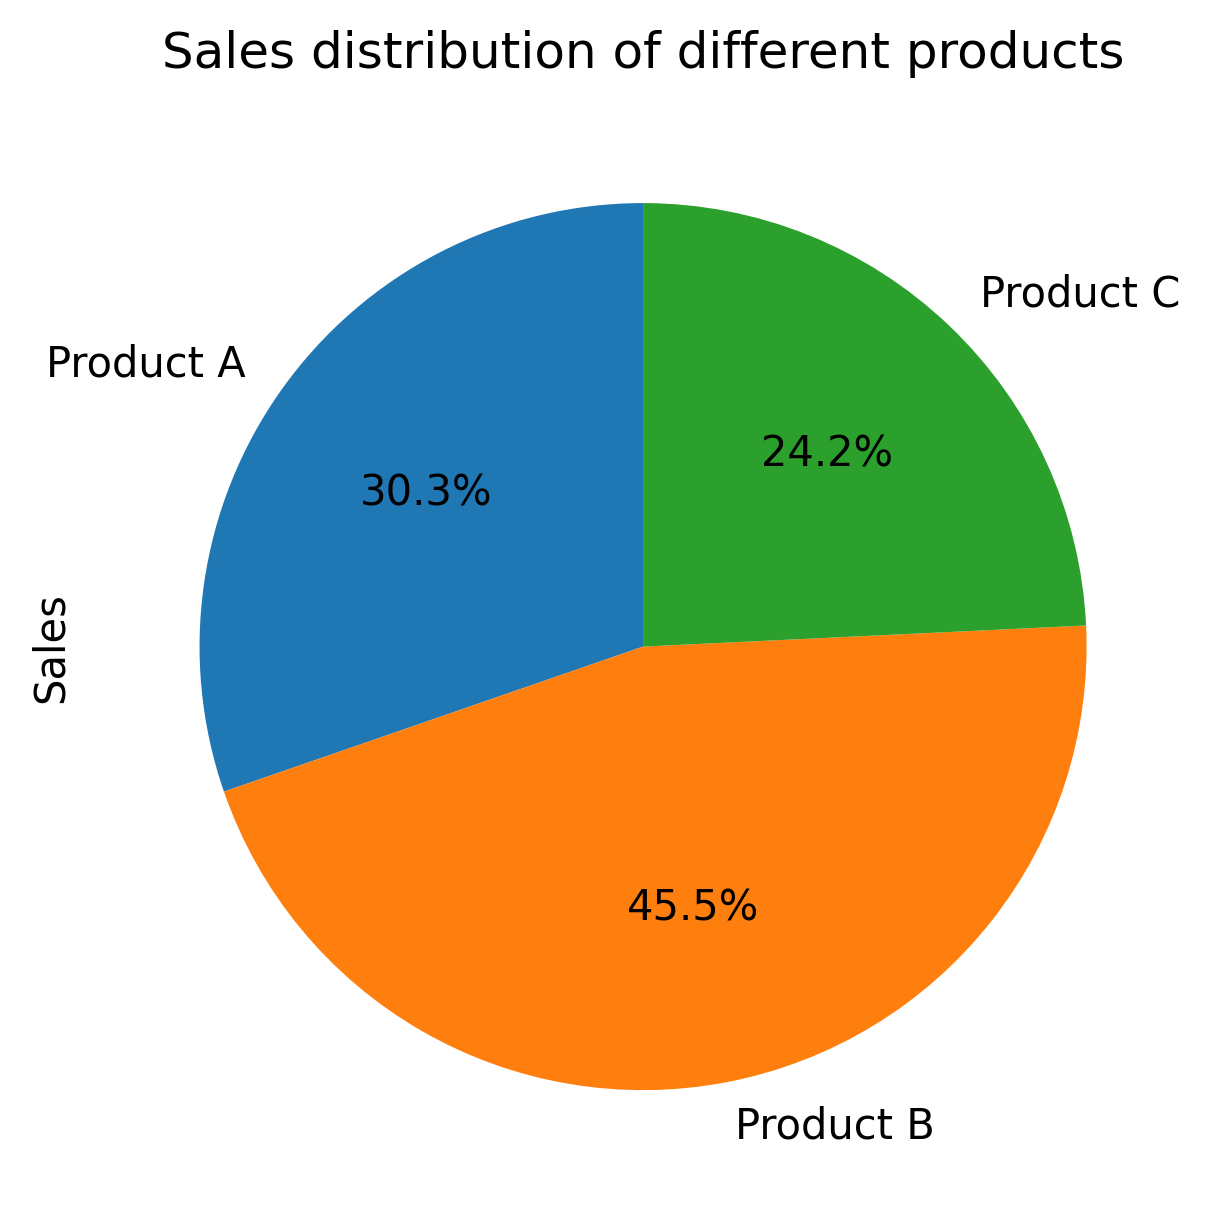 Sales distribution of different products
Product C
Product A
24.2%
30.3%
Sales
45.5%
Product B